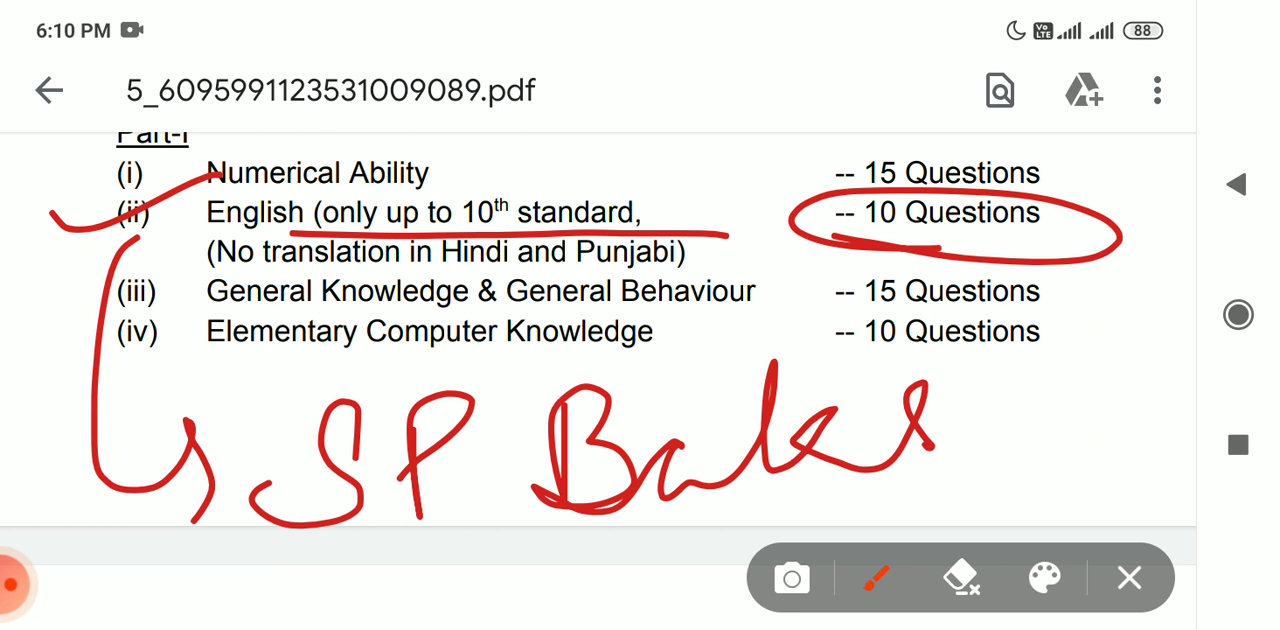 6:10 PM Vo LTE 88
5_6095991123531009089.pdf
Part-I
(i) Numerical Ability -- 15 Questions
(ii) English (only up to 10th standard, -- 10 Questions
(No translation in Hindi and Punjabi)
(iii) General Knowledge & General Behaviour -- 15 Questions
(iv) Elementary Computer Knowledge -- 10 Questions
SP